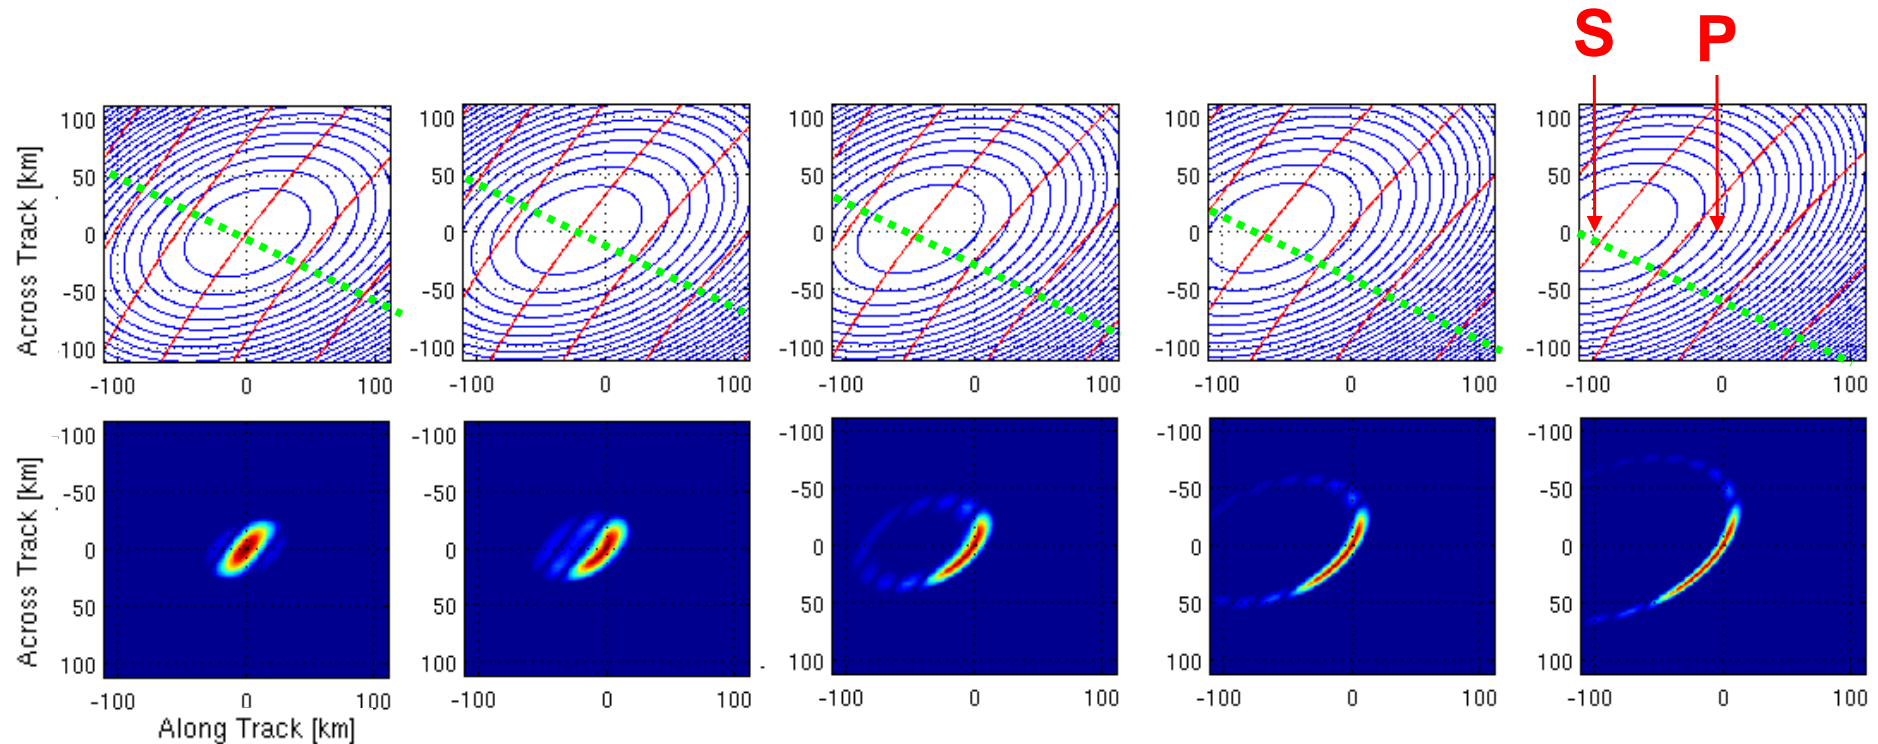 S P
100 100 100 100 100
50 50 50 50 50
0 0 0 0 0
-50 -50 -50 -50 -50
100 -100 -100 -100 -100
Across Track [km]
-100 0 100 -100 0 100 -100 0 100 -100 0 100 -100 0 100
-100 -100 -100 -100 -100
-50 -50 -50 -50 -50
0 0 0 0 0
50 50 50 50 50
100 100 100 100 100
Across Track [km]
-100 0 100 -100 0 100 -100 0 100 -100 0 100 -100 0 100
Along Track [km]